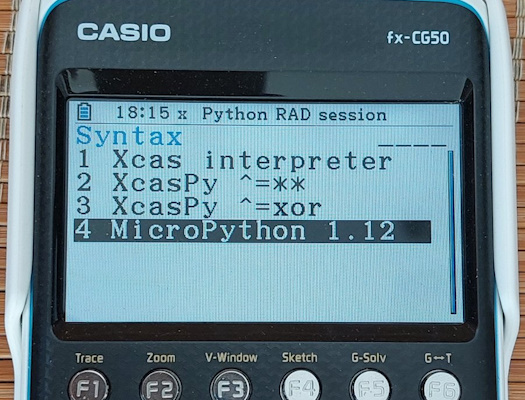 CASIO fx-CG50
18:15 x Python RAD session
Syntax ____
1 Xcas interpreter
2 XcasPy ^=**
3 XcasPy ^=xor
4 MicroPython 1.12
Trace Zoom V-Window Sketch G-Solv G↔T
F1 F2 F3 F4 F5 F6